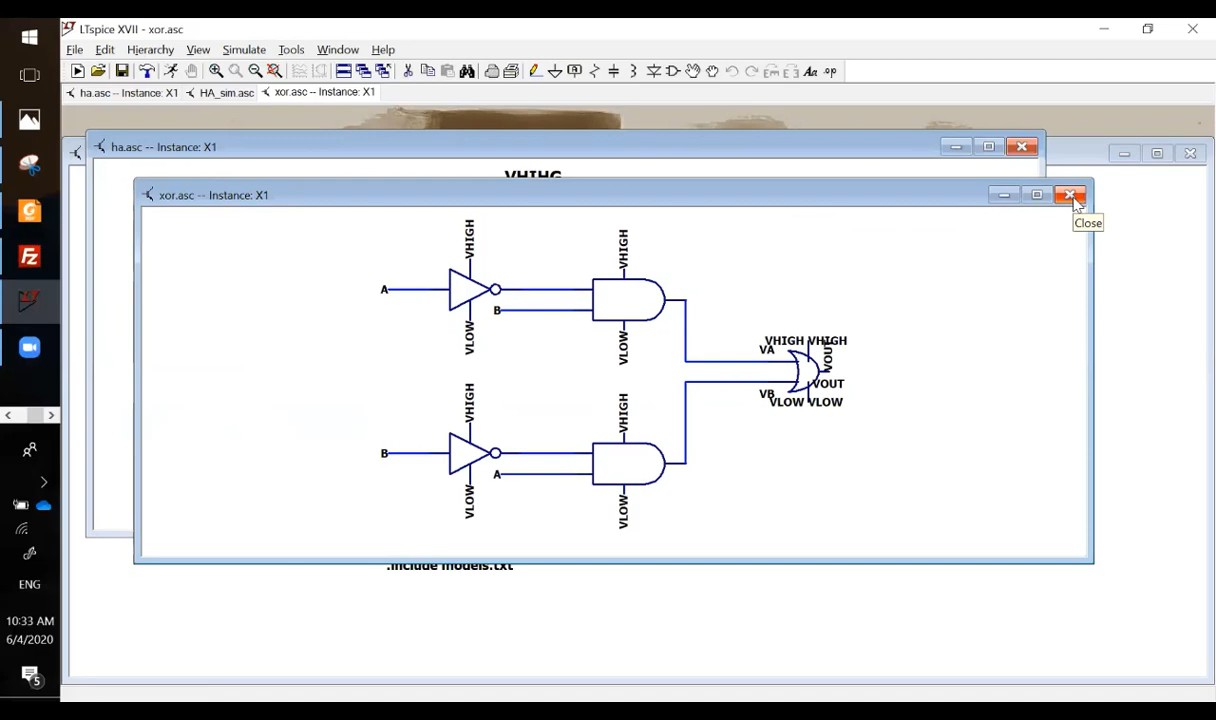 LTspice XVII - xor.asc
File Edit Hierarchy View Simulate Tools Window Help
ha.asc -- Instance: X1 HA_sim.asc xor.asc -- Instance: X1
ha.asc -- Instance: X1
VHIHG
xor.asc -- Instance: X1
Close
VHIGH
VHIGH
A
B
VLOW
VLOW
VHIGH VHIGH
VA
VOUT
VOUT
VB
VLOW VLOW
VHIGH
VHIGH
B
A
VLOW
VLOW
.include models.txt
ENG
10:33 AM
6/4/2020
5